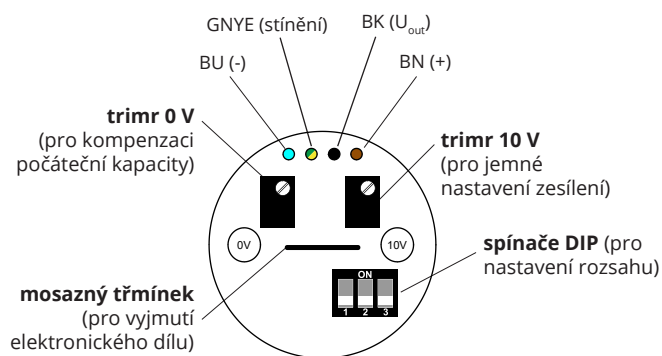 GNYE (stínění)
BK (Uout)
BU (-)
BN (+)
trimr 0 V
(pro kompenzaci
počáteční kapacity)
trimr 10 V
(pro jemné
nastavení zesílení)
0V
10V
spínače DIP (pro
nastavení rozsahu)
ON
1 2 3
mosazný třmínek
(pro vyjmutí
elektronického dílu)